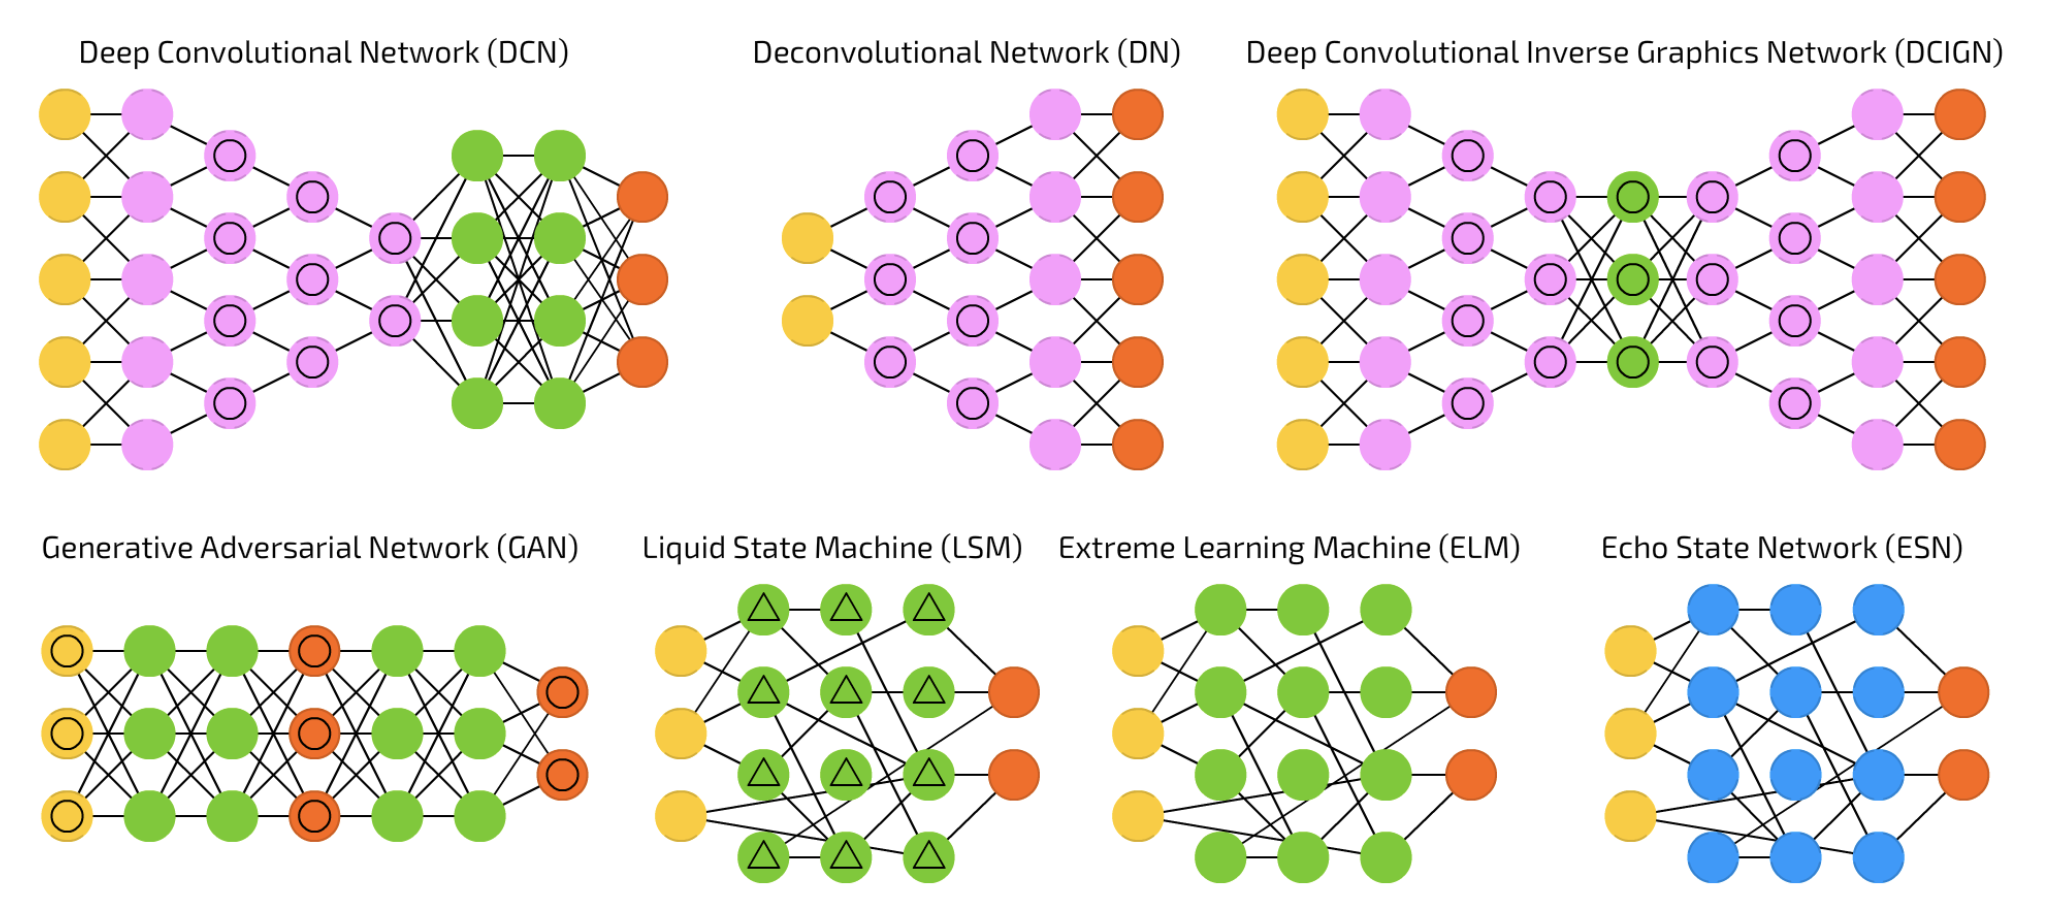 Deep Convolutional Network (DCN)
Deconvolutional Network (DN)
Deep Convolutional Inverse Graphics Network (DCIGN)
Generative Adversarial Network (GAN)
Liquid State Machine (LSM)
Extreme Learning Machine (ELM)
Echo State Network (ESN)